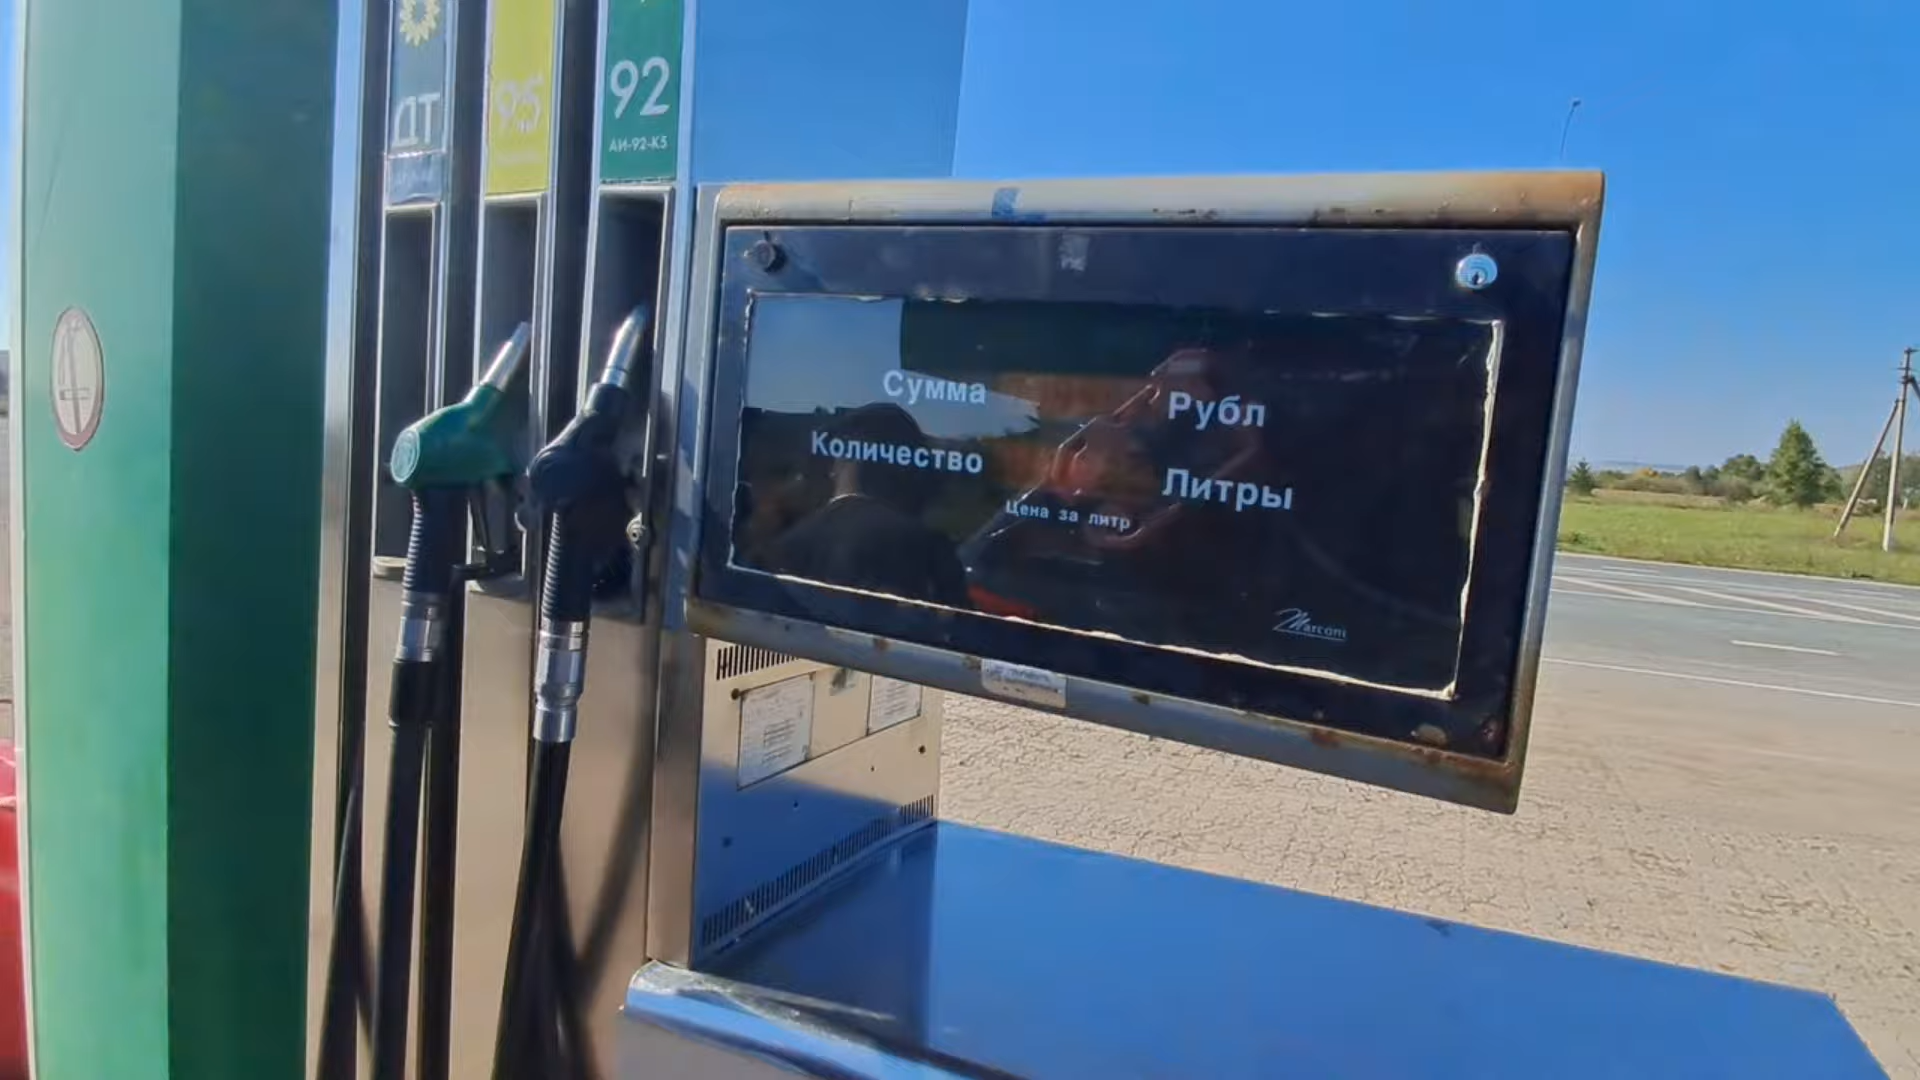 ДТ
95
92
АИ-92-К5
Сумма
Рубл
Количество
Литры
Цена за литр
Marconi